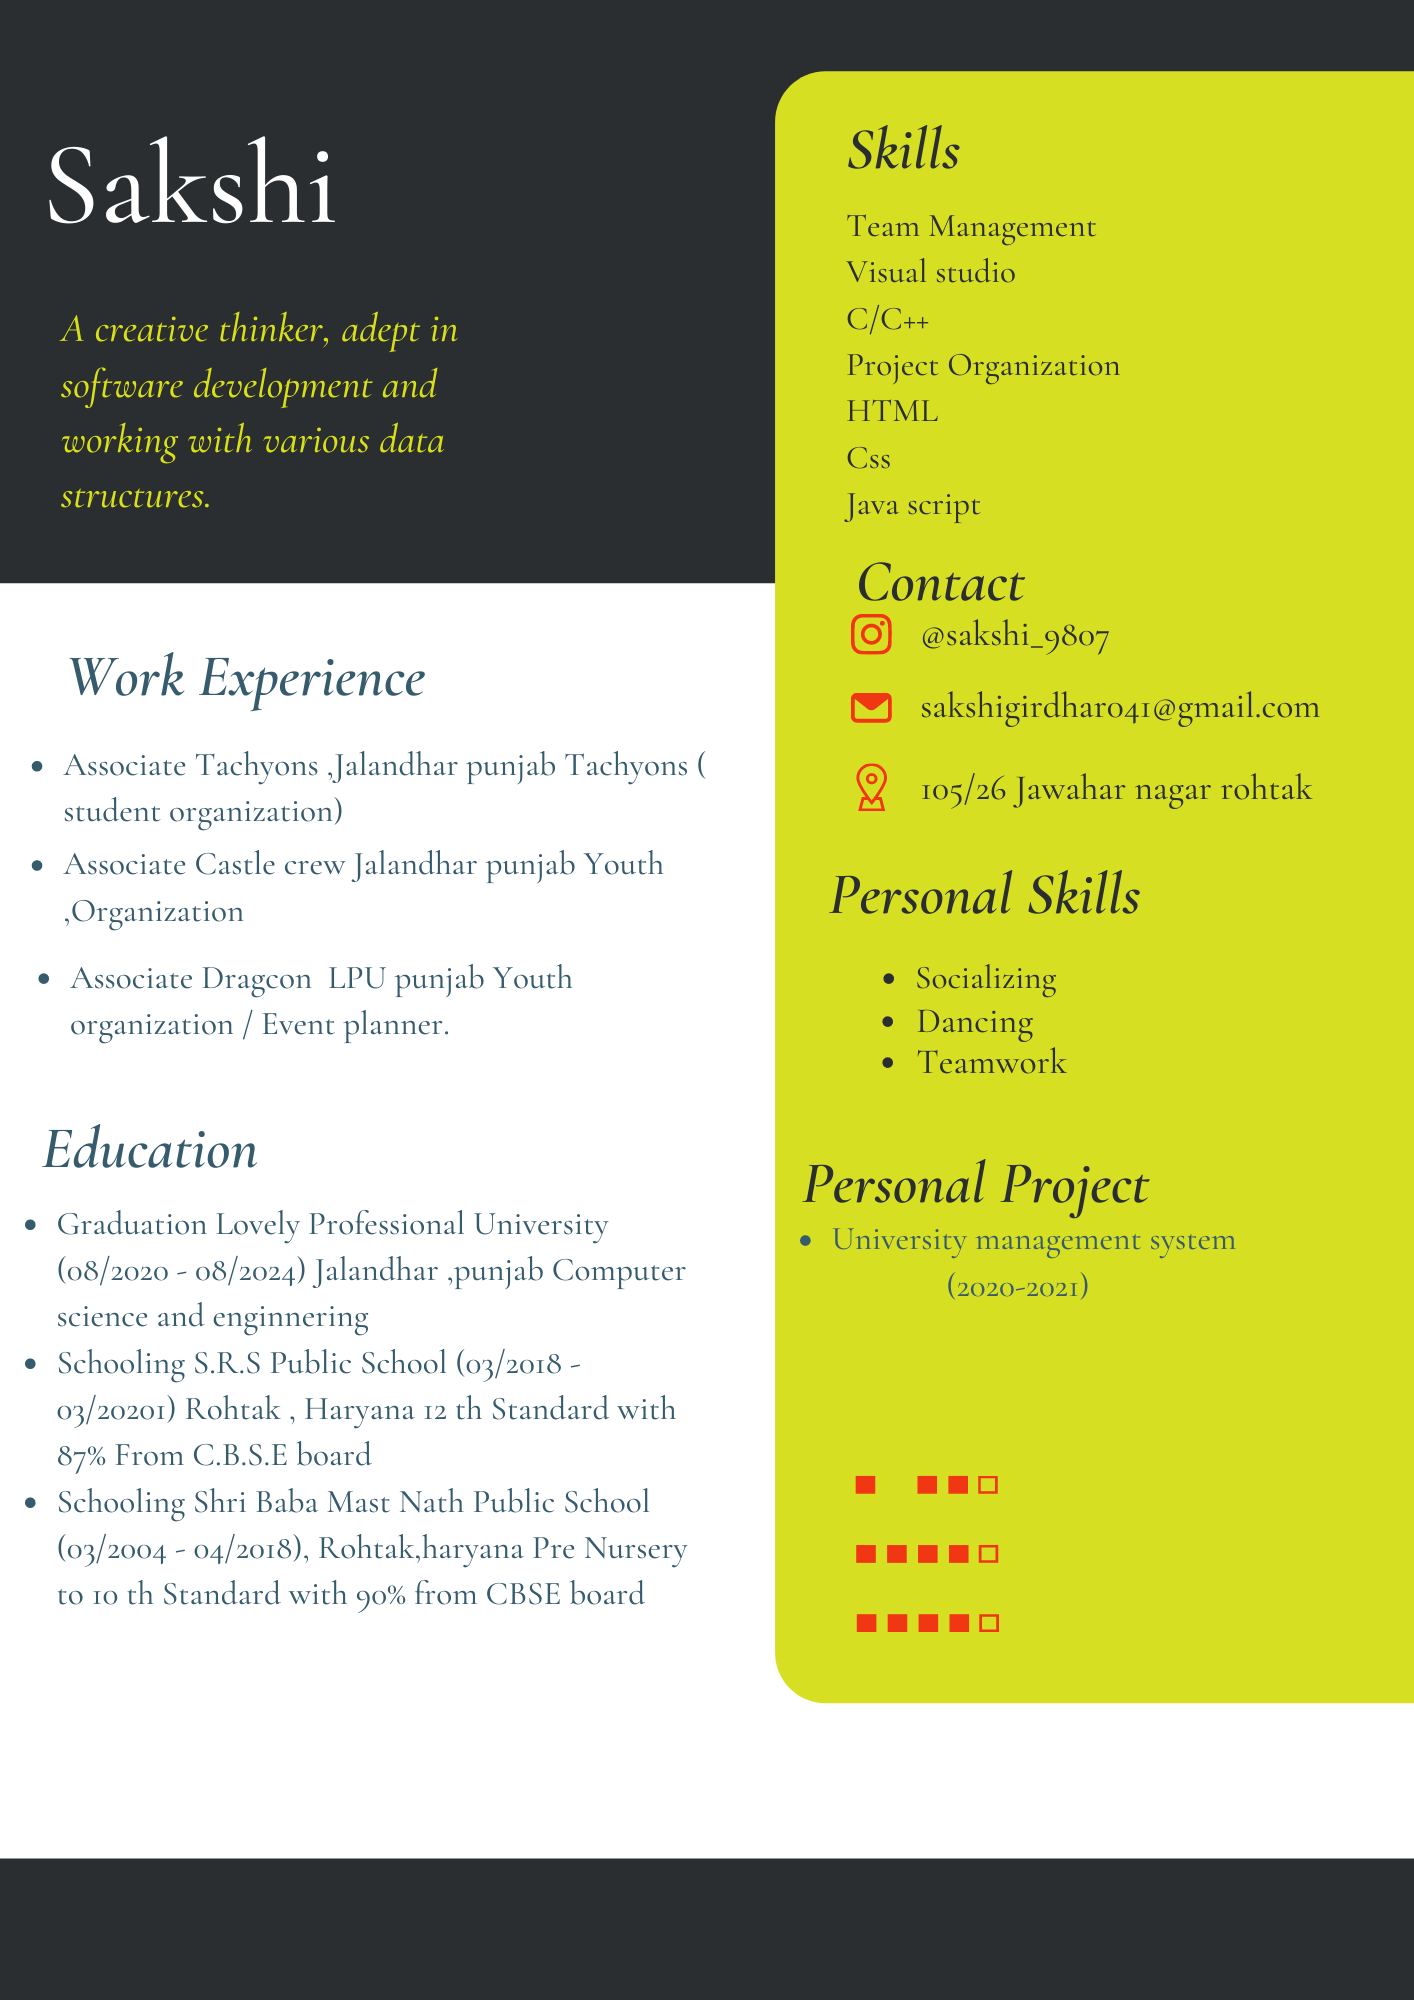 Sakshi
A creative thinker, adept in
software development and
working with various data
structures.
Work Experience
Associate Tachyons ,Jalandhar punjab Tachyons (
student organization)
Associate Castle crew Jalandhar punjab Youth
,Organization
Associate Dragcon  LPU punjab Youth
organization / Event planner.
Education
Graduation Lovely Professional University
(08/2020 - 08/2024) Jalandhar ,punjab Computer
science and enginnering
Schooling S.R.S Public School (03/2018 -
03/20201) Rohtak , Haryana 12 th Standard with
87% From C.B.S.E board
Schooling Shri Baba Mast Nath Public School
(03/2004 - 04/2018), Rohtak,haryana Pre Nursery
to 10 th Standard with 90% from CBSE board
Skills
Team Management
Visual studio
C/C++
Project Organization
HTML
Css
Java script
Contact
@sakshi_9807
sakshigirdhar041@gmail.com
105/26 Jawahar nagar rohtak
Personal Skills
Socializing
Dancing
Teamwork
Personal Project
University management system
(2020-2021)